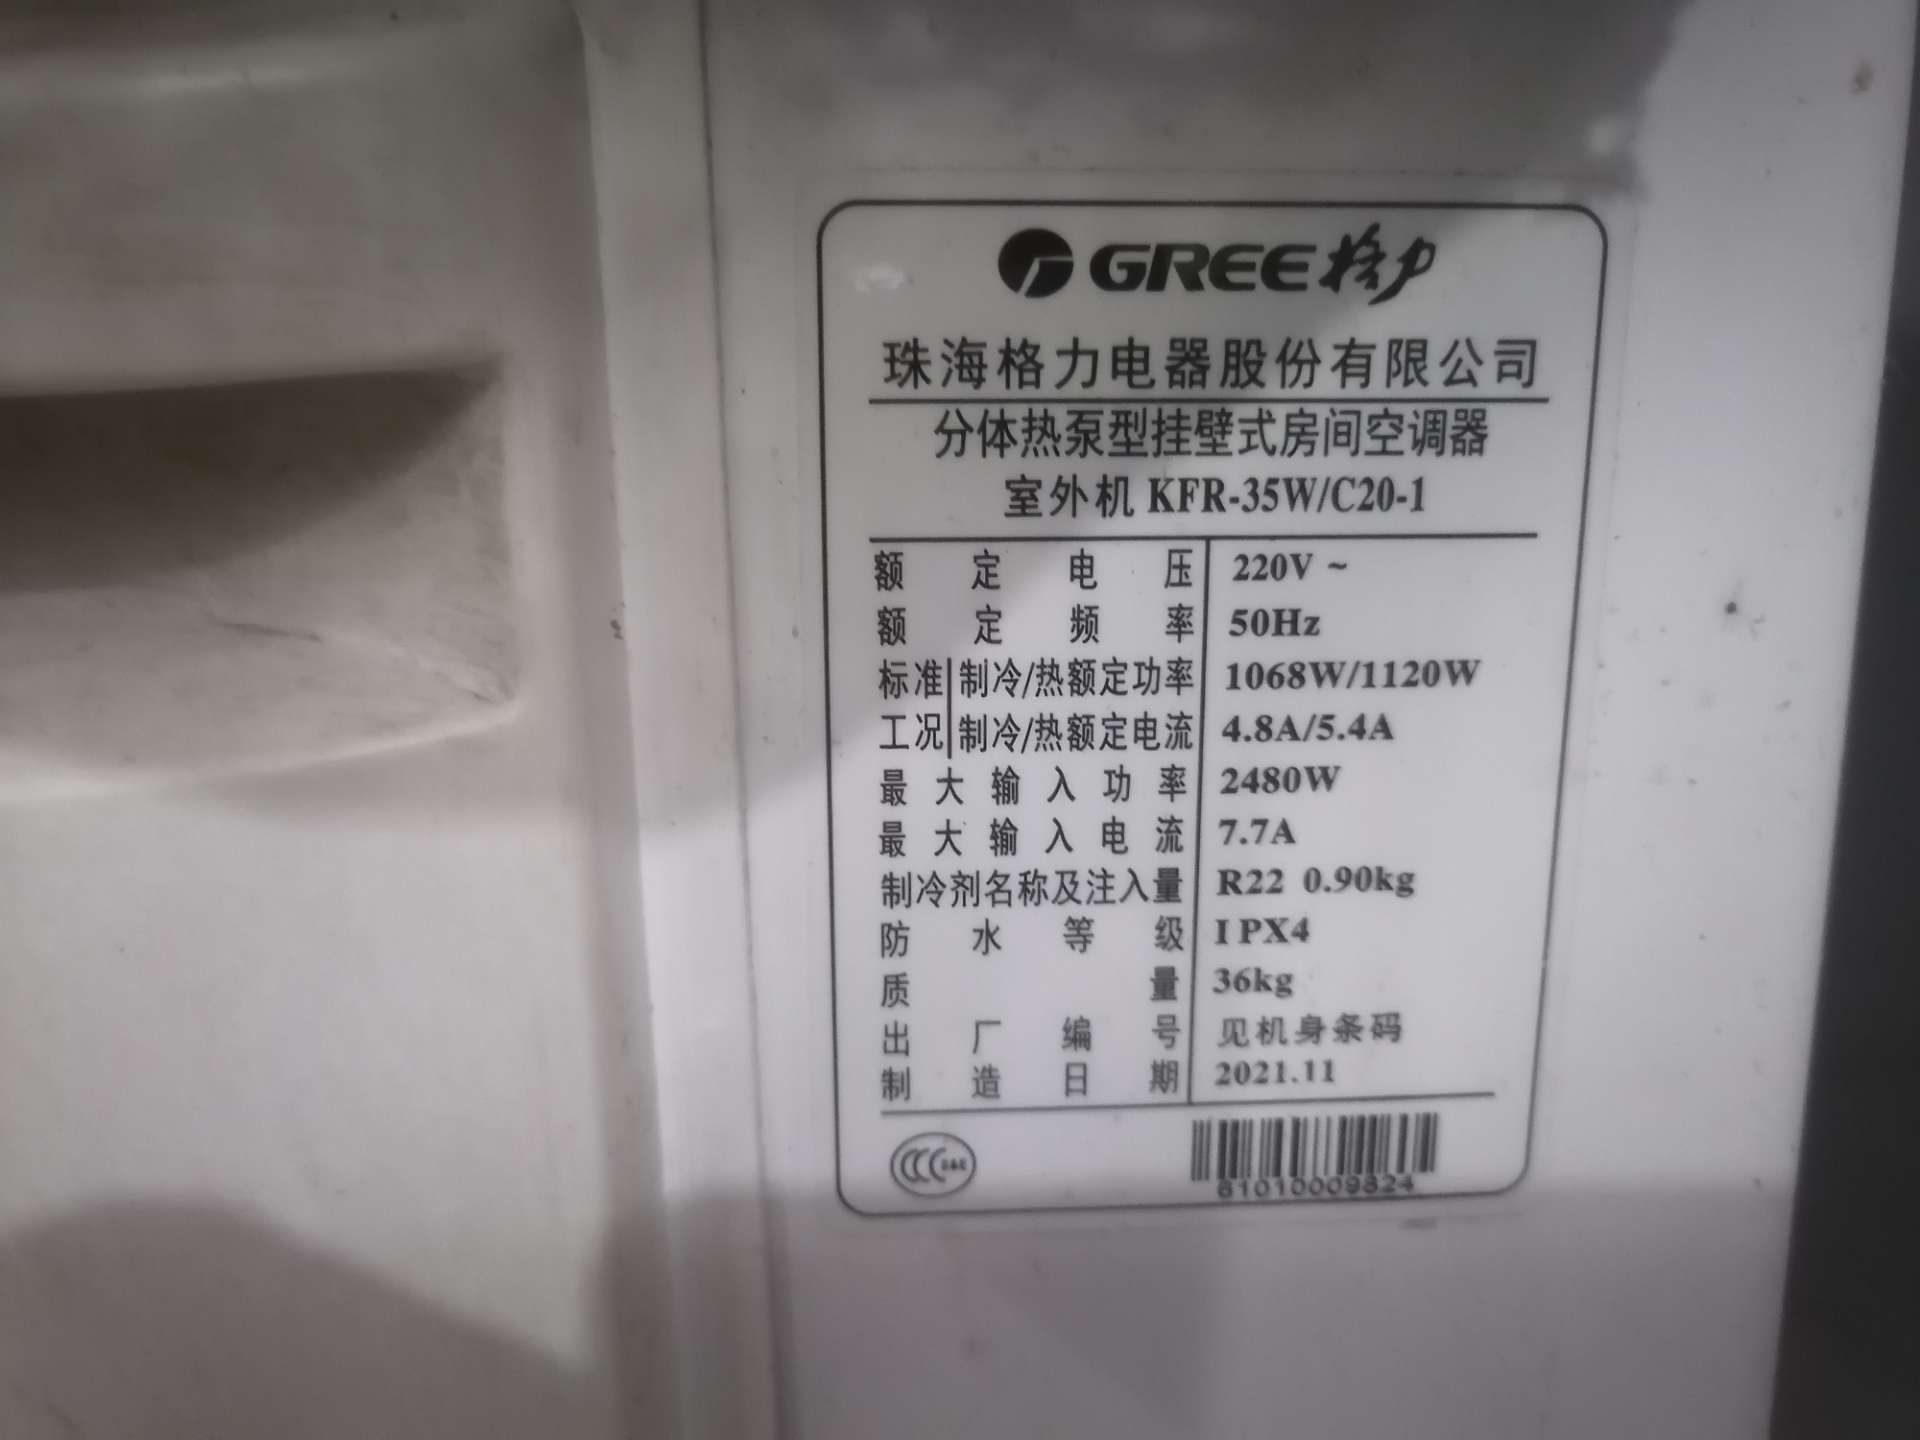 GREE格力
珠海格力电器股份有限公司
分体热泵型挂壁式房间空调器
室外机 KFR-35W/C20-1
额定电压 220V ~
额定频率 50Hz
标准工况 制冷/热额定功率 1068W/1120W
制冷/热额定电流 4.8A/5.4A
最大输入功率 2480W
最大输入电流 7.7A
制冷剂名称及注入量 R22 0.90kg
防水等级 IPX4
质量 36kg
出厂编号 见机身条码
制造日期 2021.11
CCC S&E
81010009824